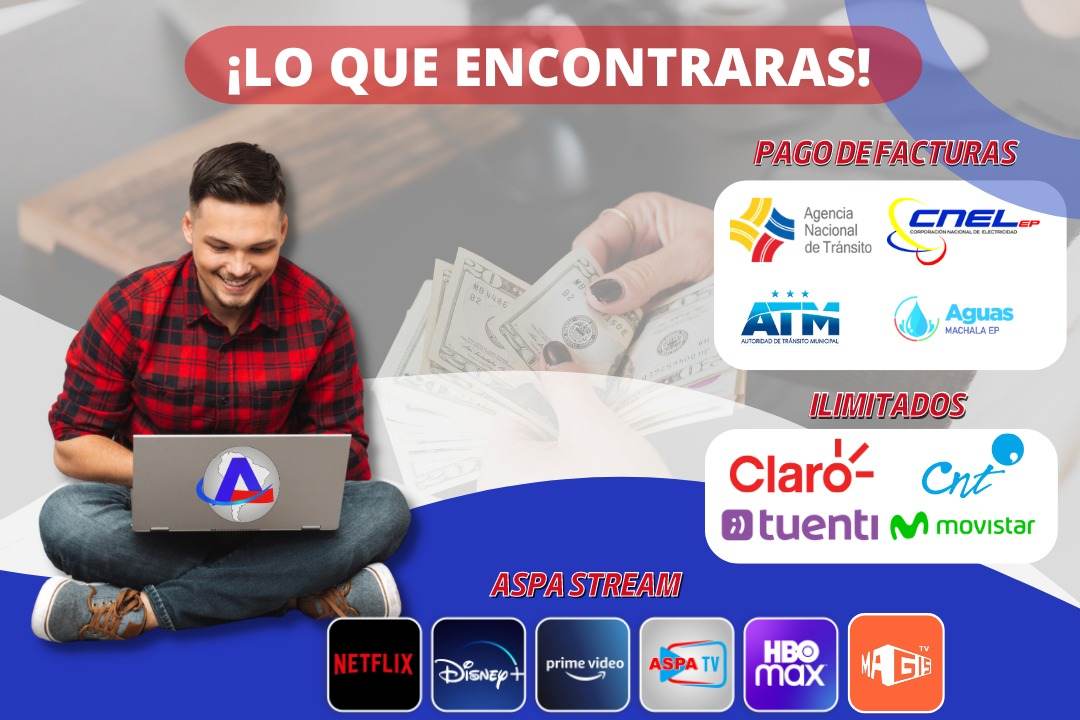 ¡LO QUE ENCONTRARAS!
PAGO DE FACTURAS
Agencia
Nacional
de Tránsito
CNEL EP
CORPORACIÓN NACIONAL DE ELECTRICIDAD
ATM
AUTORIDAD DE TRÁNSITO MUNICIPAL
Aguas
MACHALA EP
ILIMITADOS
Claro
Cnt
tuenti
movistar
A
ASPA STREAM
NETFLIX
Disney+
prime video
ASPA TV
HBO
max
MAGIS
TV